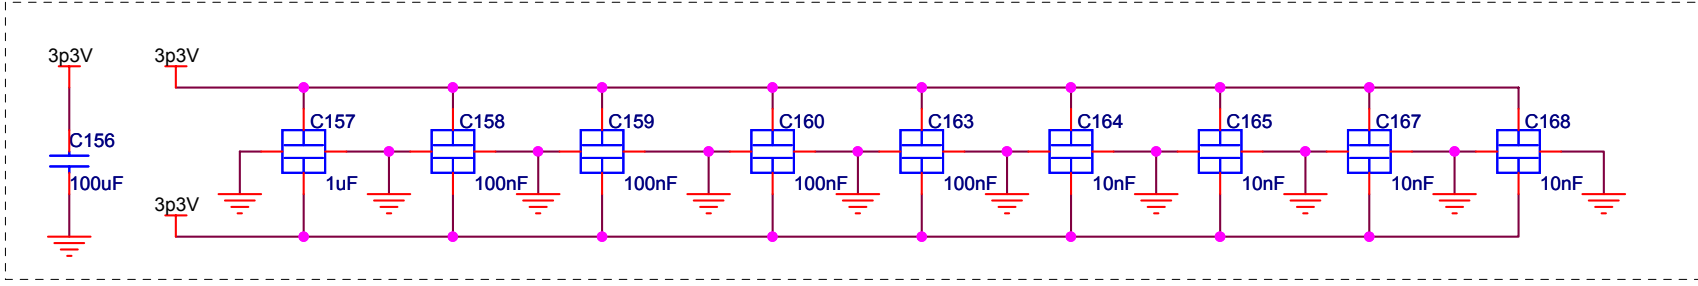 3p3V
3p3V
C157
C158
C159
C160
C163
C164
C165
C167
C168
C156
100uF
1uF
100nF
100nF
100nF
100nF
10nF
10nF
10nF
10nF
3p3V